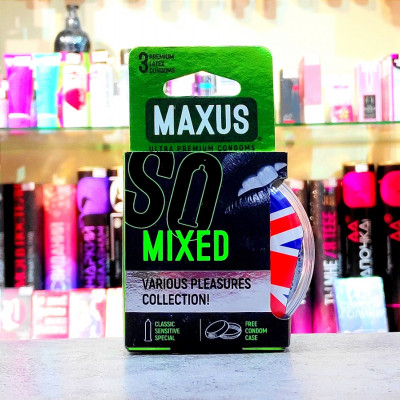 3 PREMIUM
LATEX
CONDOMS
MAXUS
ULTRA PREMIUM CONDOMS
SO
MIXED
VARIOUS PLEASURES
COLLECTION!
CLASSIC
SENSITIVE
SPECIAL
FREE
CONDOM
CASE